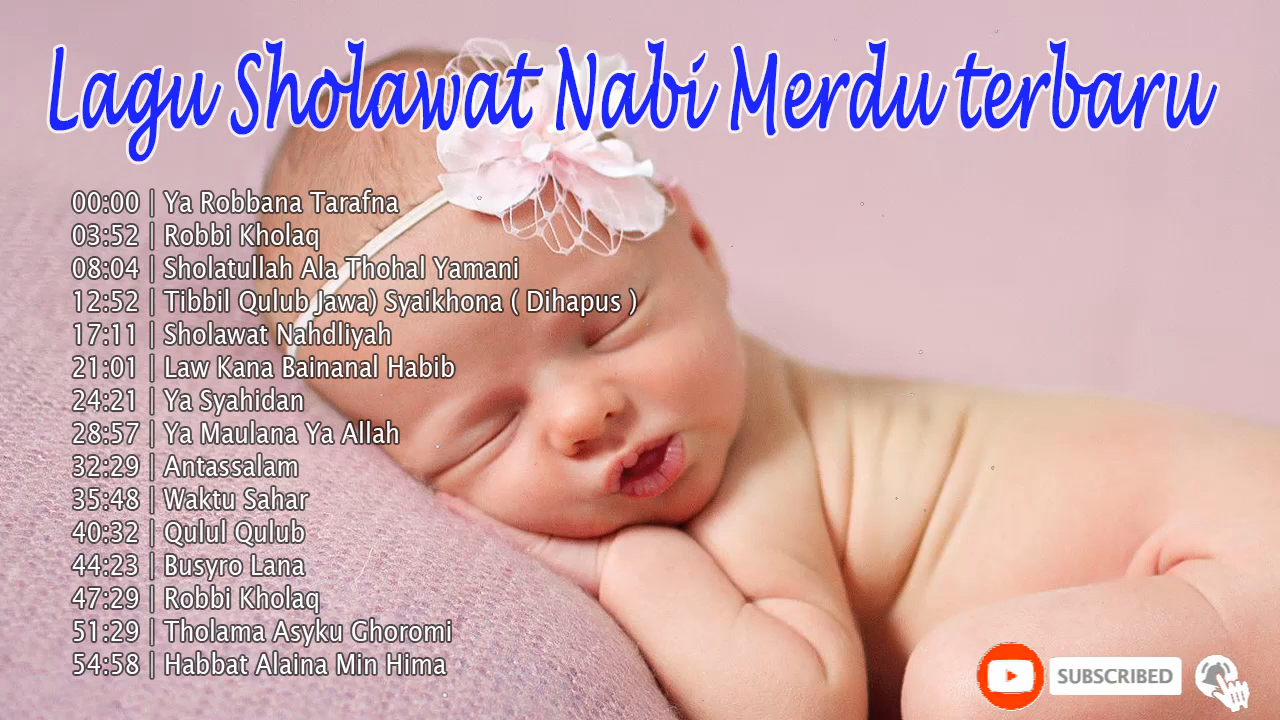 Lagu Sholawat Nabi Merdu terbaru
00:00 | Ya Robbana Tarafna
03:52 | Robbi Kholaq
08:04 | Sholatullah Ala Thohal Yamani
12:52 | Tibbil Qulub Jawa) Syaikhona ( Dihapus )
17:11 | Sholawat Nahdliyah
21:01 | Law Kana Bainanal Habib
24:21 | Ya Syahidan
28:57 | Ya Maulana Ya Allah
32:29 | Antassalam
35:48 | Waktu Sahar
40:32 | Qulul Qulub
44:23 | Busyro Lana
47:29 | Robbi Kholaq
51:29 | Tholama Asyku Ghoromi
54:58 | Habbat Alaina Min Hima
SUBSCRIBED